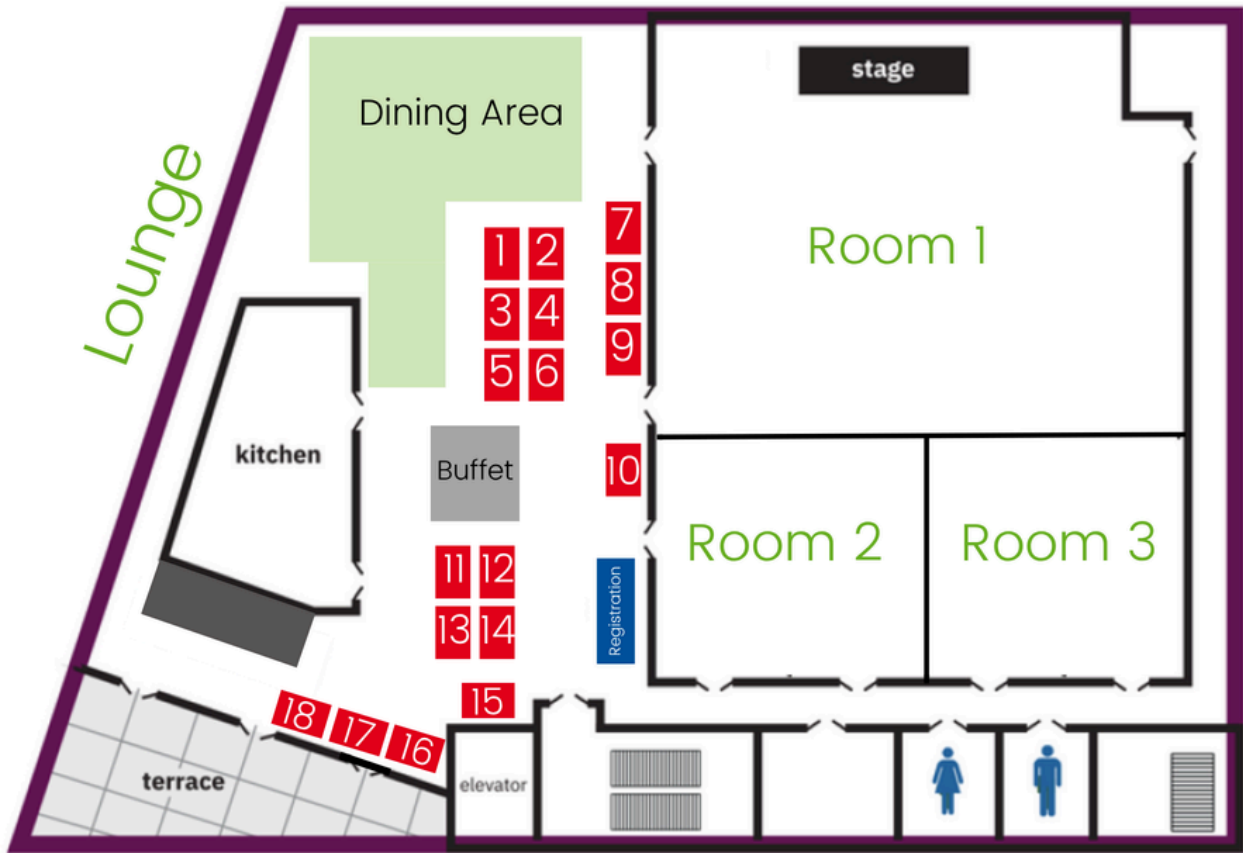 stage
Dining Area
Lounge
7
1 2
Room 1
8
3 4
9
5 6
kitchen
Buffet
10
Room 2
Room 3
11 12
Registration
13 14
15
18 17 16
terrace
elevator